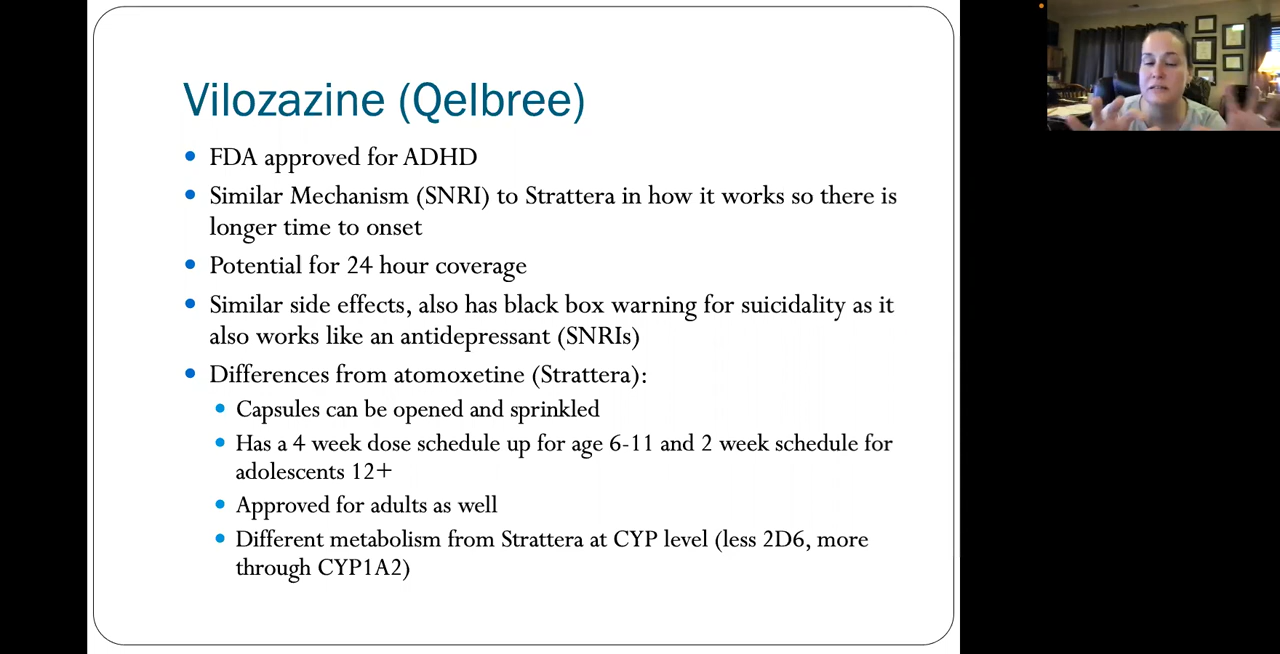 Vilozazine (Qelbree)
FDA approved for ADHD
Similar Mechanism (SNRI) to Strattera in how it works so there is
longer time to onset
Potential for 24 hour coverage
Similar side effects, also has black box warning for suicidality as it
also works like an antidepressant (SNRIs)
Differences from atomoxetine (Strattera):
Capsules can be opened and sprinkled
Has a 4 week dose schedule up for age 6-11 and 2 week schedule for
adolescents 12+
Approved for adults as well
Different metabolism from Strattera at CYP level (less 2D6, more
through CYP1A2)